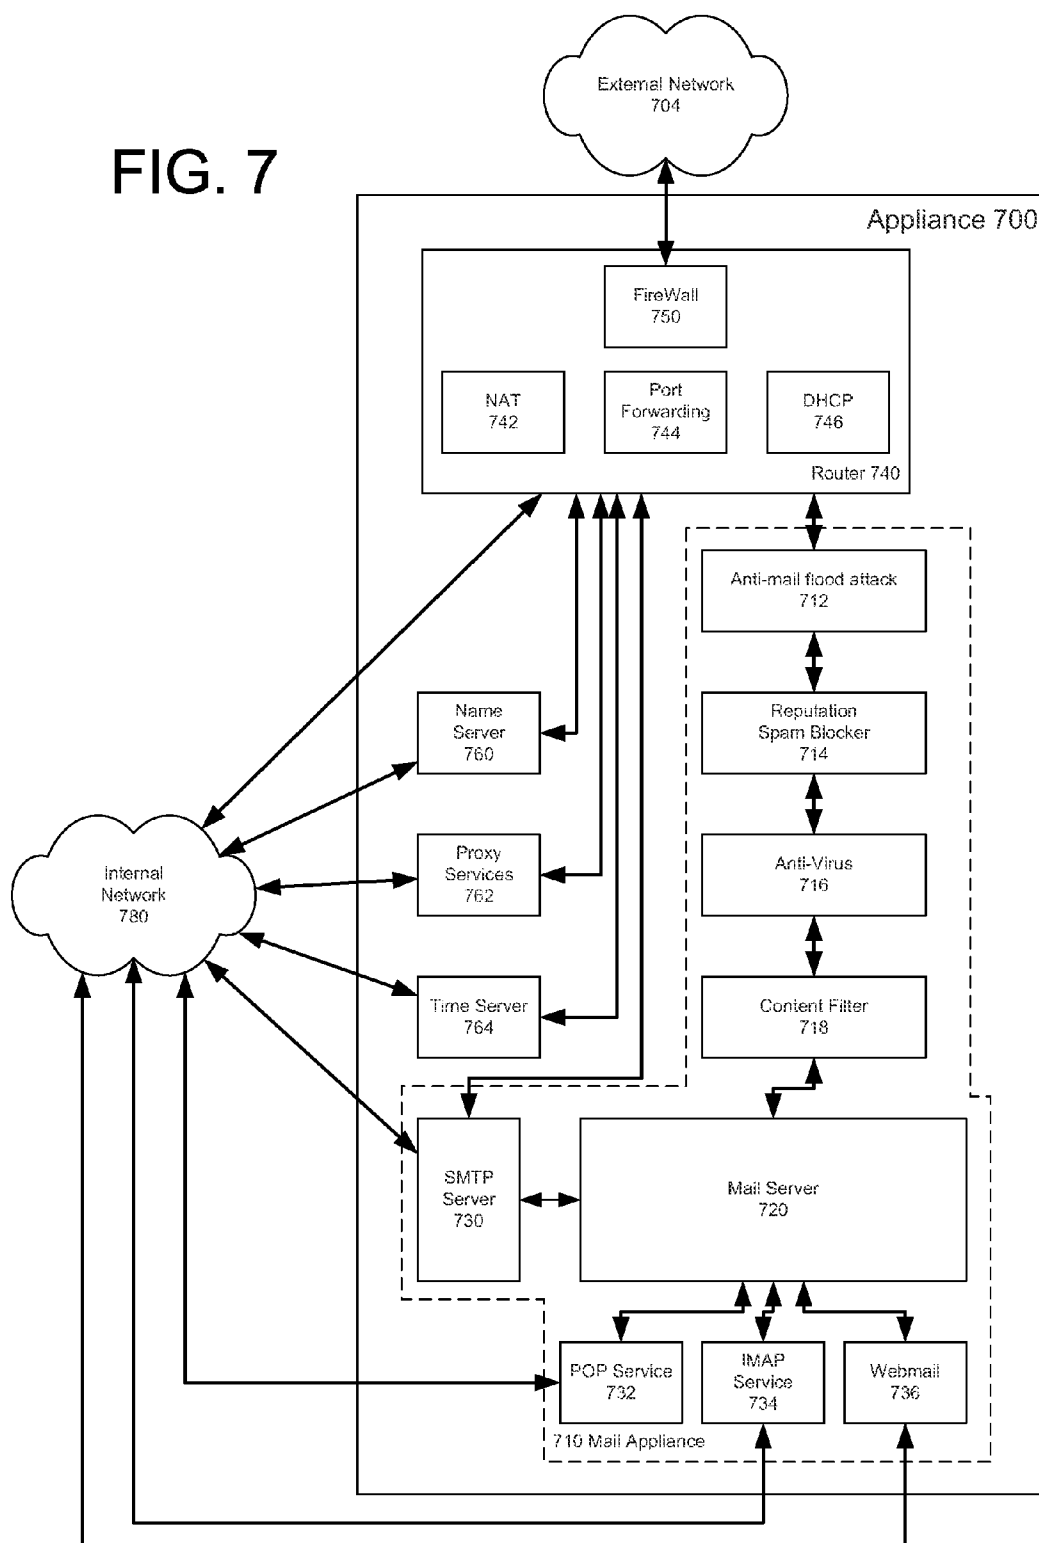 External Network
704
FIG. 7
Appliance 700
FireWall
750
NAT
742
Port
Forwarding
744
DHCP
746
Router 740
Anti-mail flood attack
712
Name
Server
760
Reputation
Spam Blocker
714
Internal
Network
780
Proxy
Services
762
Anti-Virus
716
Time Server
764
Content Filter
718
SMTP
Server
730
Mail Server
720
POP Service
732
IMAP
Service
734
Webmail
736
710 Mail Appliance